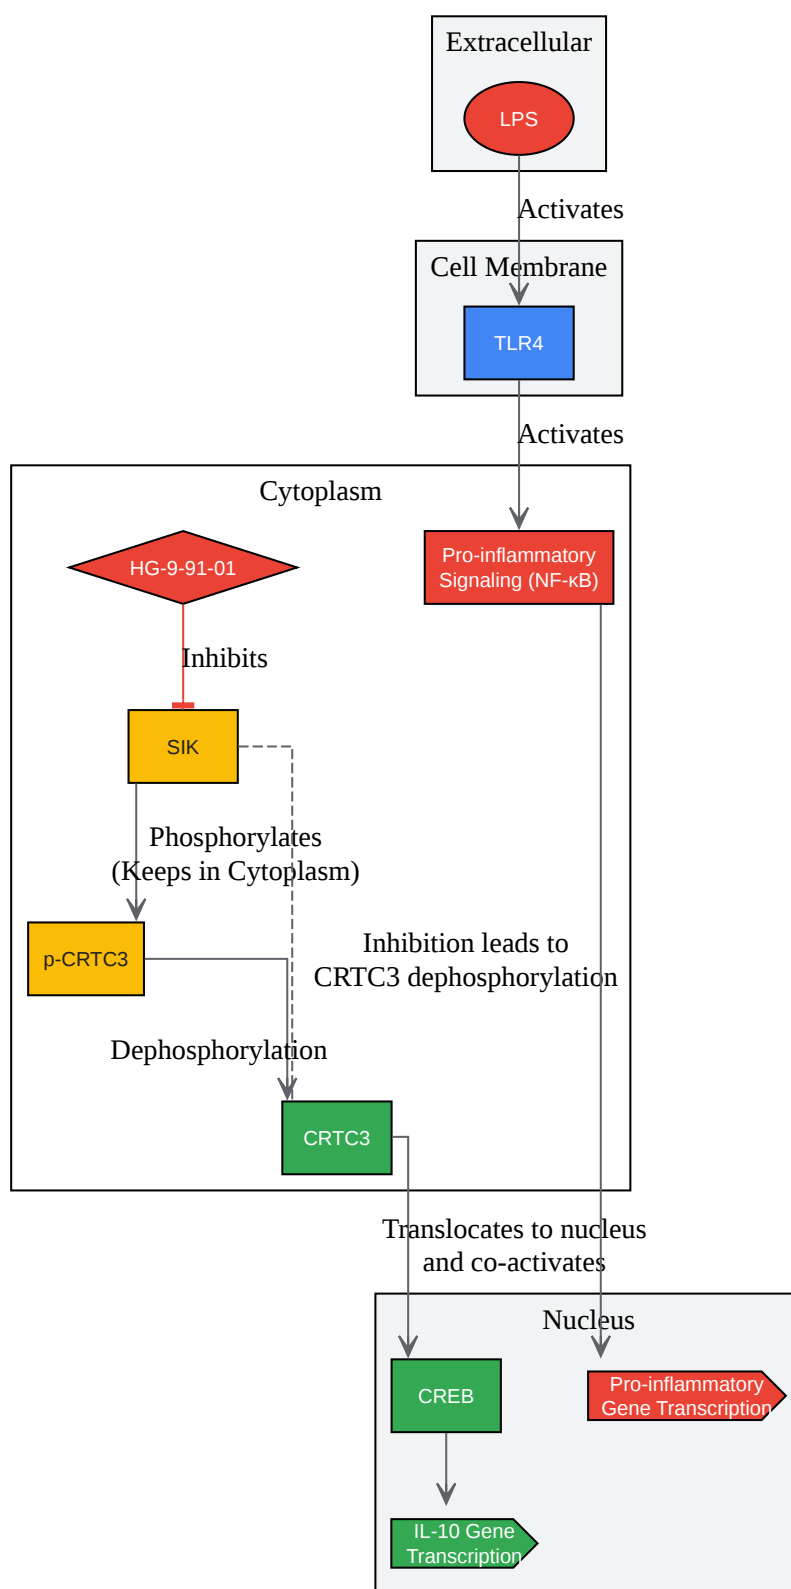 Extracellular
LPS
Activates
Cell Membrane
TLR4
Activates
Cytoplasm
HG-9-91-01
Pro-inflammatory
Signaling (NF-κB)
Inhibits
SIK
Phosphorylates
(Keeps in Cytoplasm)
p-CRTC3
Inhibition leads to
CRTC3 dephosphorylation
Dephosphorylation
CRTC3
Translocates to nucleus
and co-activates
Nucleus
CREB
Pro-inflammatory
Gene Transcription
IL-10 Gene
Transcription